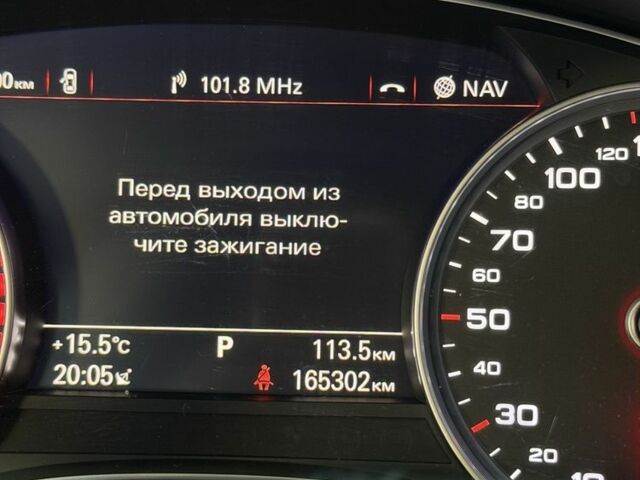 00км 101.8 MHz NAV
Перед выходом из
автомобиля выклю-
чите зажигание
+15.5°C P 113.5км
20:05 165302км
120
100
80
70
60
50
40
30
20